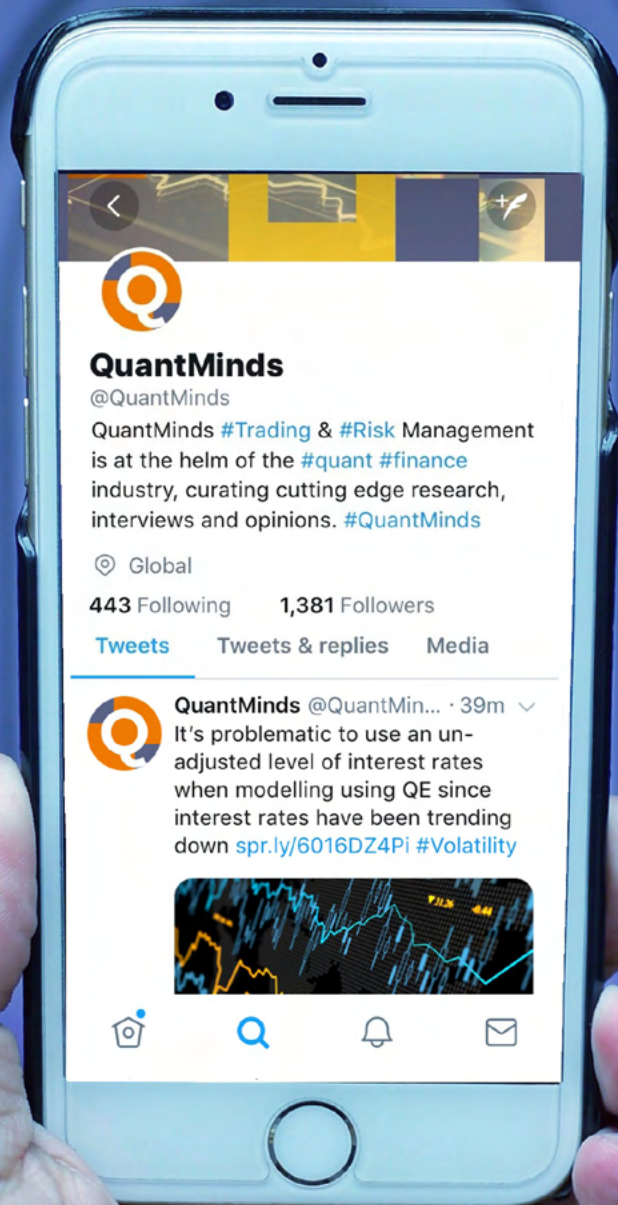 QuantMinds
@QuantMinds
QuantMinds #Trading & #Risk Management
is at the helm of the #quant #finance
industry, curating cutting edge research,
interviews and opinions. #QuantMinds
Global
443 Following 1,381 Followers
Tweets Tweets & replies Media
QuantMinds @QuantMin... · 39m
It's problematic to use an un-
adjusted level of interest rates
when modelling using QE since
interest rates have been trending
down spr.ly/6016DZ4Pi #Volatility